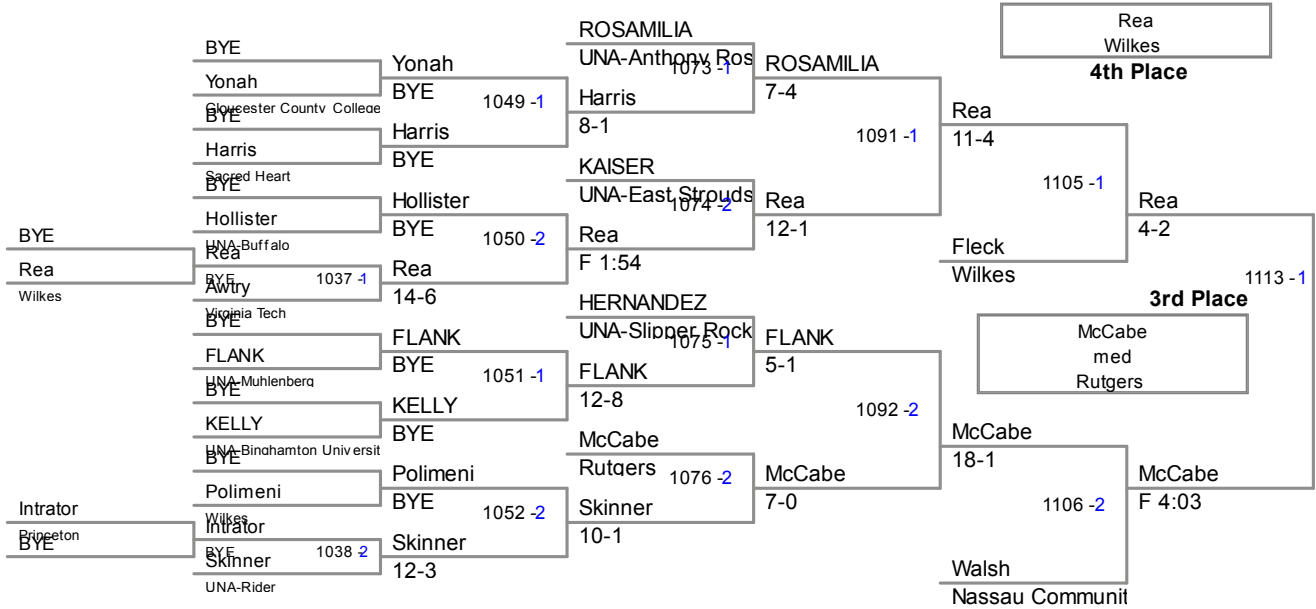 BYE
Rea
Wilkes
Intrator
Princeton
BYE
BYE
Yonah
Gloucester County College
BYE
Harris
Sacred Heart
BYE
Hollister
UNA-Buffalo
Rea
BYE
1037 -1
Awtry
Virginia Tech
BYE
FLANK
UNA-Muhlenberg
BYE
KELLY
UNA-Binghamton Universit
BYE
Polimeni
Wilkes
Intrator
BYE
1038 -2
Skinner
UNA-Rider
Yonah
BYE
1049 -1
Harris
BYE
Hollister
BYE
1050 -2
Rea
14-6
FLANK
BYE
1051 -1
KELLY
BYE
Polimeni
BYE
1052 -2
Skinner
12-3
ROSAMILIA
UNA-Anthony Ros
1073 -1
Harris
8-1
KAISER
UNA-East Strouds
1074 -2
Rea
F 1:54
HERNANDEZ
UNA-Slipper Rock
1075 -1
FLANK
12-8
McCabe
Rutgers
1076 -2
Skinner
10-1
ROSAMILIA
7-4
1091 -1
Rea
12-1
FLANK
5-1
1092 -2
McCabe
7-0
Rea
11-4
1105 -1
Fleck
Wilkes
McCabe
18-1
1106 -2
Walsh
Nassau Communit
Rea
4-2
1113 -1
McCabe
F 4:03
Rea
Wilkes
4th Place
3rd Place
McCabe
med
Rutgers